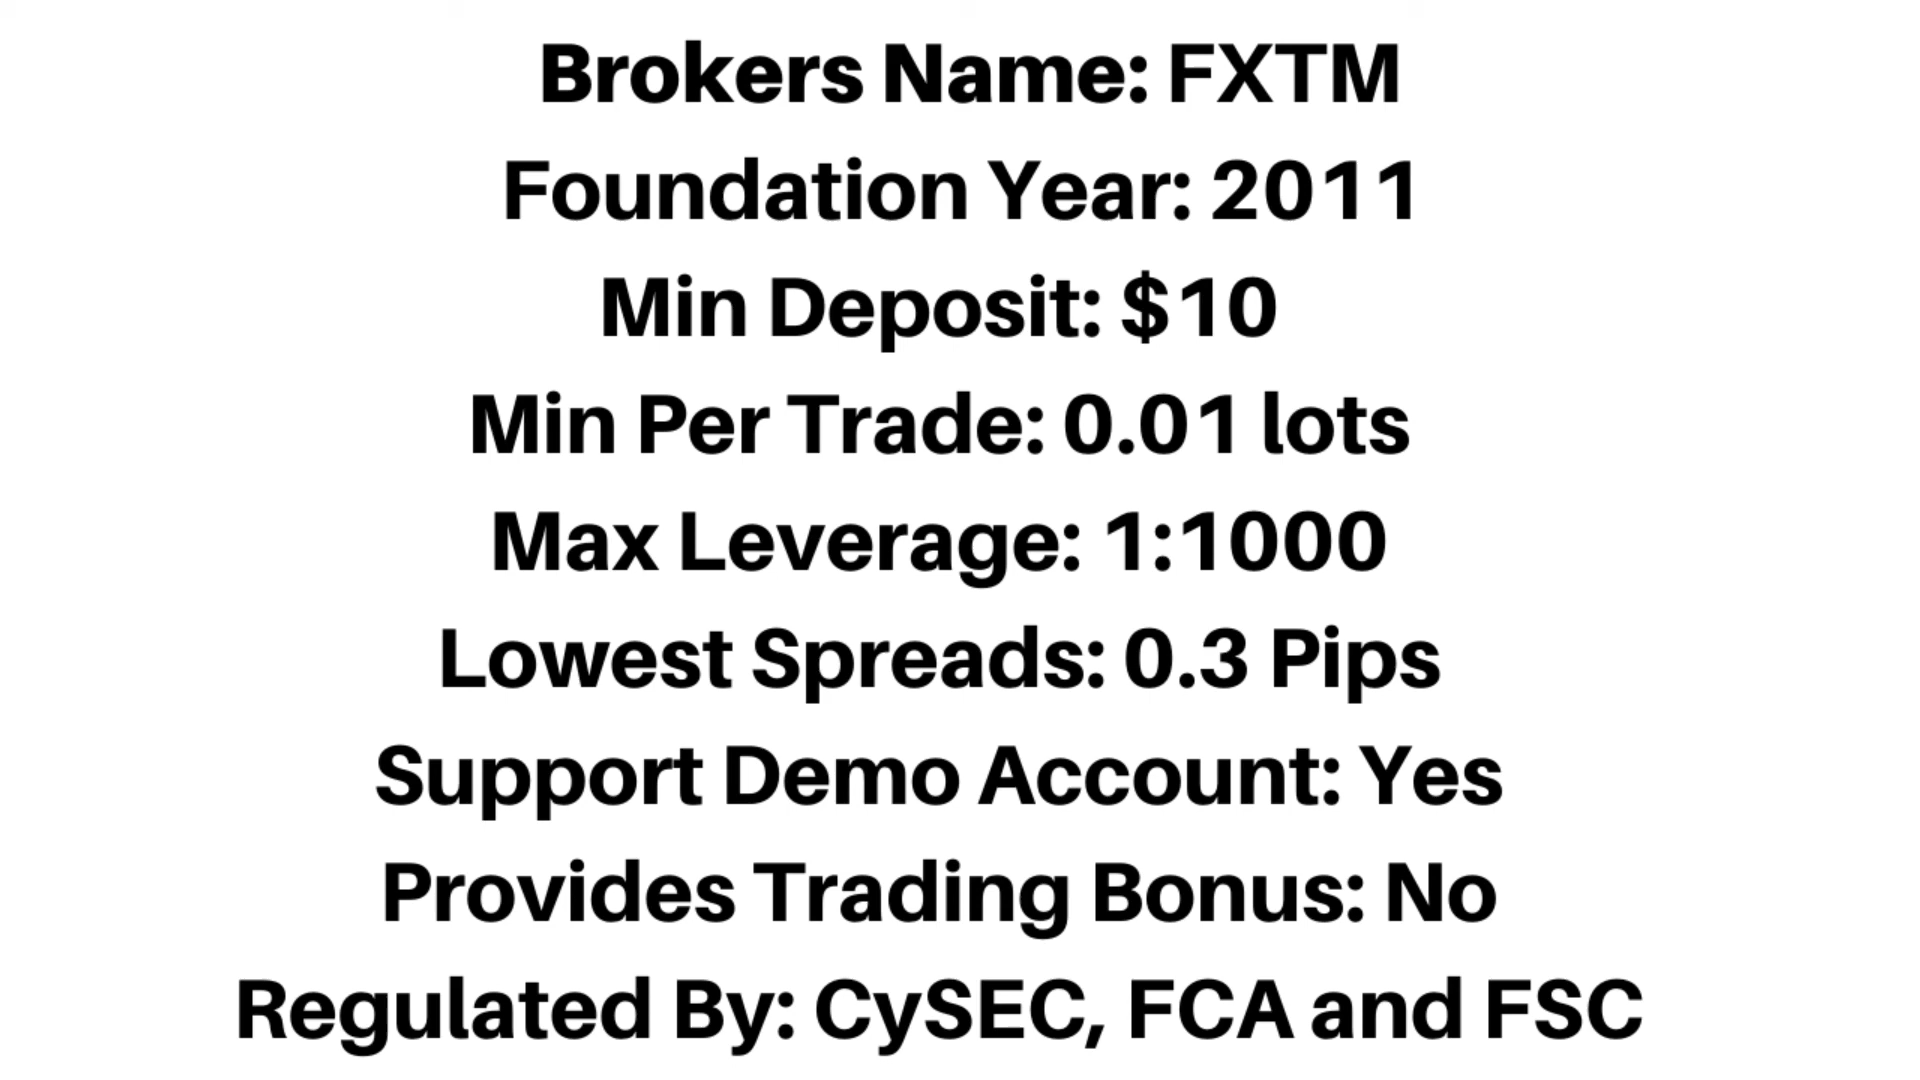 Brokers Name: FXTM
Foundation Year: 2011
Min Deposit: $10
Min Per Trade: 0.01 lots
Max Leverage: 1:1000
Lowest Spreads: 0.3 Pips
Support Demo Account: Yes
Provides Trading Bonus: No
Regulated By: CySEC, FCA and FSC